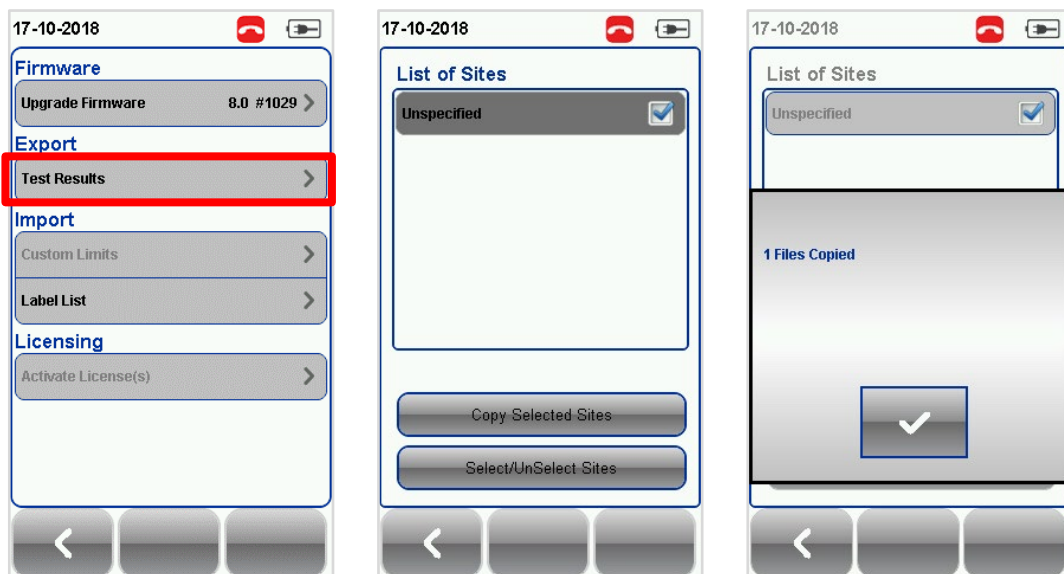 17-10-2018
Firmware
Upgrade Firmware 8.0 #1029
Export
Test Results
Import
Custom Limits
Label List
Licensing
Activate License(s)
17-10-2018
List of Sites
Unspecified
Copy Selected Sites
Select/UnSelect Sites
17-10-2018
List of Sites
Unspecified
1 Files Copied